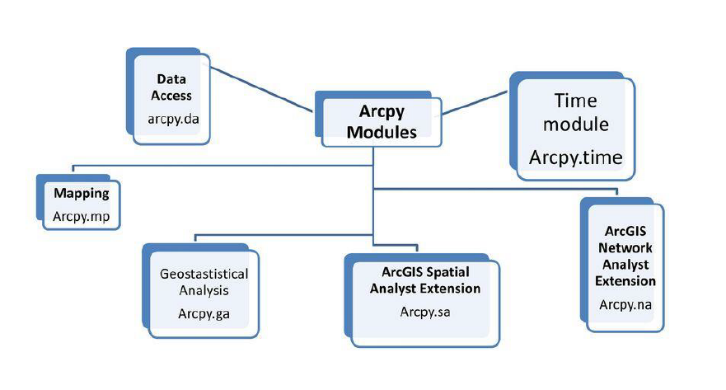 Data
Access
arcpy.da
Arcpy
Modules
Time
module
Arcpy.time
Mapping
Arcpy.mp
Geostastistical
Analysis
Arcpy.ga
ArcGIS Spatial
Analyst Extension
Arcpy.sa
ArcGIS
Network
Analyst
Extension
Arcpy.na